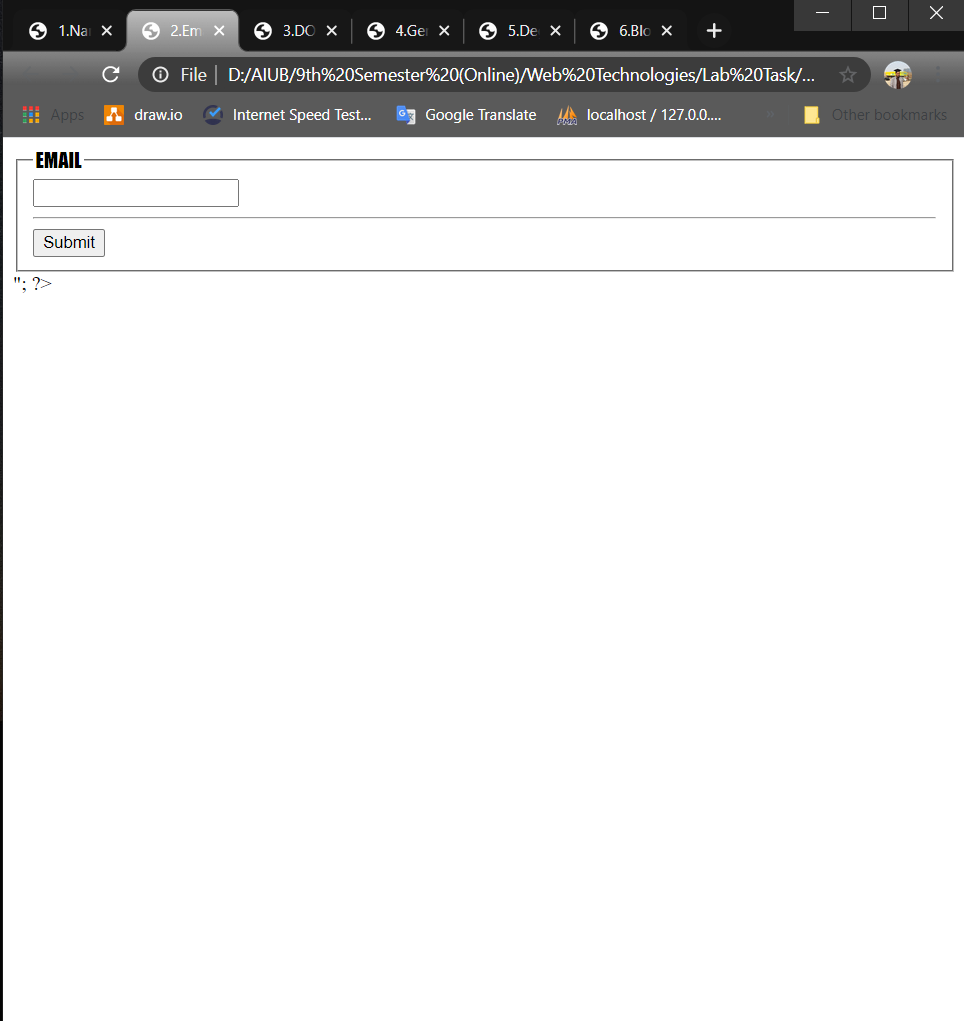 1.Na 2.Em 3.DO 4.Ger 5.De 6.Blo
File D:/AIUB/9th%20Semester%20(Online)/Web%20Technologies/Lab%20Task/...
Apps draw.io Internet Speed Test... Google Translate localhost / 127.0.0.... Other bookmarks
EMAIL
Submit
"; ?>